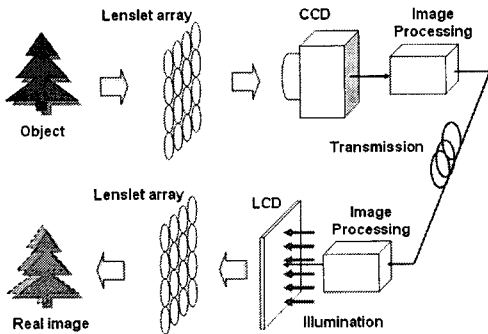 Lenslet array
CCD
Image
Processing
Object
Transmission
Lenslet array
LCD
Image
Processing
Real image
Illumination